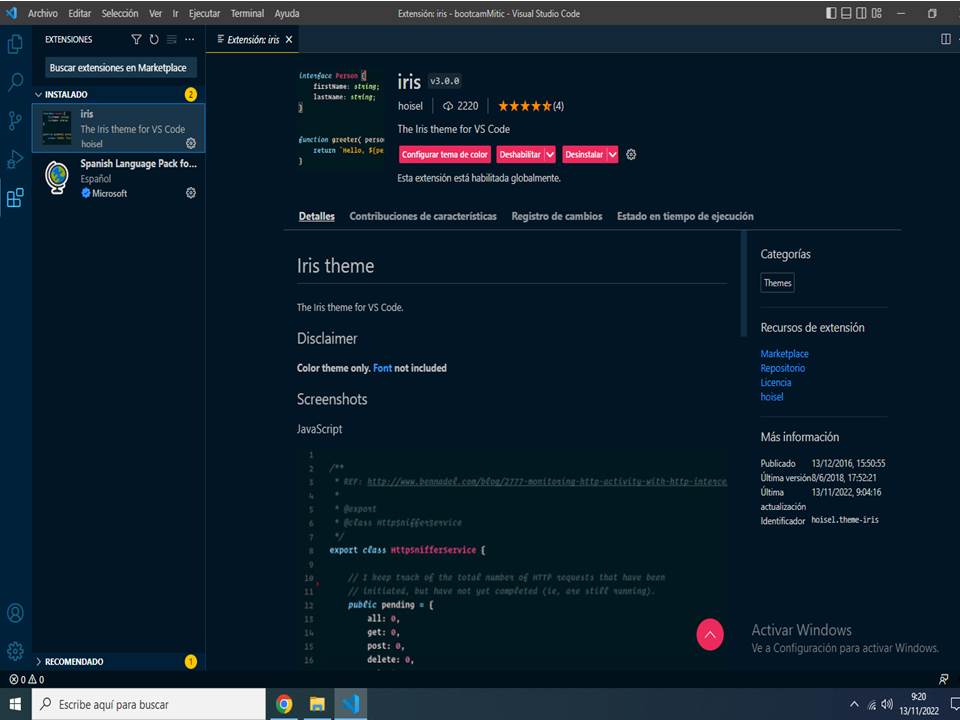 Archivo Editar Selección Ver Ir Ejecutar Terminal Ayuda
Extensión: iris - bootcamMitic - Visual Studio Code
EXTENSIONES
Extensión: iris
Buscar extensiones en Marketplace
INSTALADO
2
iris
The Iris theme for VS Code
hoisel
Spanish Language Pack fo...
Español
Microsoft
RECOMENDADO
1
interface Person {
firstName: string;
lastName: string;
}
function greeter( person
return `Hello, ${pe
}
iris v3.0.0
hoisel 2220 (4)
The Iris theme for VS Code
Configurar tema de color Deshabilitar Desinstalar
Esta extensión está habilitada globalmente.
Detalles Contribuciones de características Registro de cambios Estado en tiempo de ejecución
Iris theme
The Iris theme for VS Code.
Disclaimer
Color theme only. Font not included
Screenshots
JavaScript
1
2 /**
3 * REF: http://www.bennadel.com/blog/2777-monitoring-http-activity-with-http-interce
4 *
5 * @export
6 * @class HttpSnifferService
7 */
8 export class HttpSnifferService {
9
10 // I keep track of the total number of HTTP requests that have been
11 // initiated, but have not yet completed (ie, are still running).
12 public pending = {
13 all: 0,
14 get: 0,
15 post: 0,
16 delete: 0,
Categorías
Themes
Recursos de extensión
Marketplace
Repositorio
Licencia
hoisel
Más información
Publicado 13/12/2016, 15:50:55
Última versión 8/6/2018, 17:52:21
Última actualización 13/11/2022, 9:04:16
Identificador hoisel.theme-iris
Activar Windows
Ve a Configuración para activar Windows.
0 0
Escribe aquí para buscar
9:20
13/11/2022